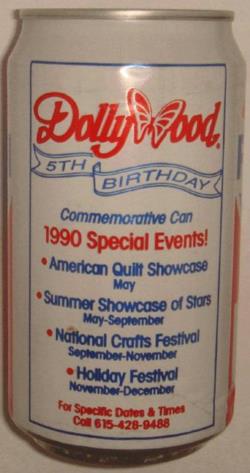 DollyWood
5TH
BIRTHDAY
Commemorative Can
1990 Special Events!
• American Quilt Showcase
May
• Summer Showcase of Stars
May-September
• National Crafts Festival
September-November
• Holiday Festival
November-December
For Specific Dates & Times
Call 615-428-9488